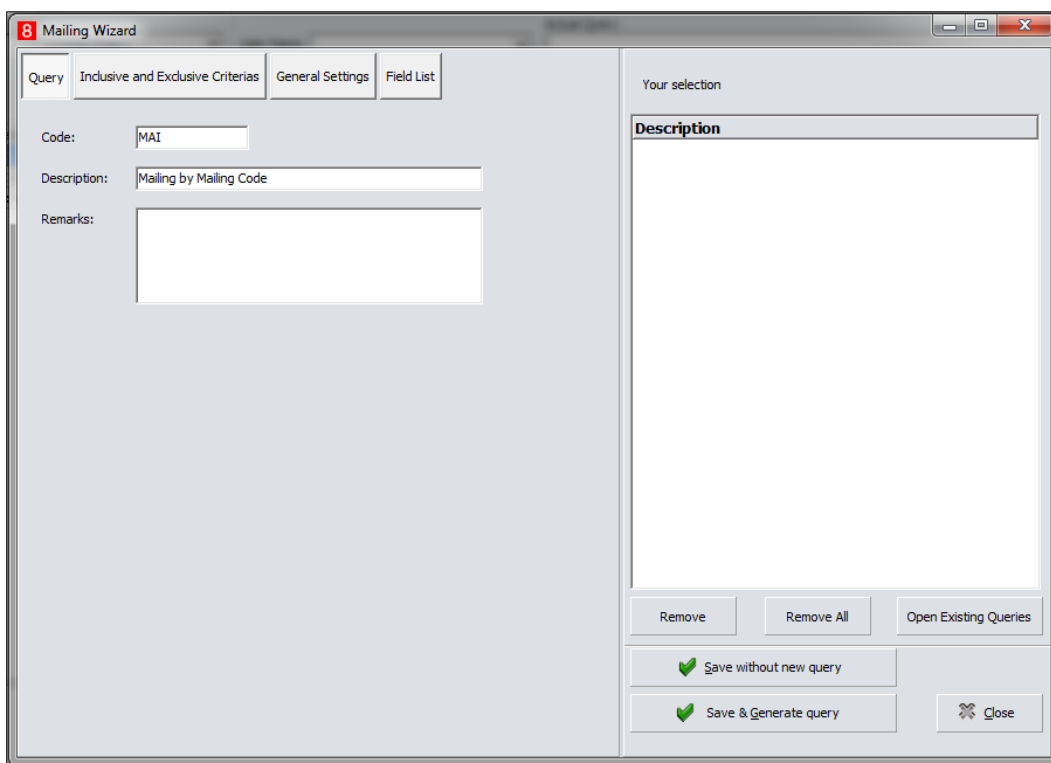 8 Mailing Wizard
Query
Inclusive and Exclusive Criterias
General Settings
Field List
Code:
MAI
Description:
Mailing by Mailing Code
Remarks:
Your selection
Description
Remove
Remove All
Open Existing Queries
Save without new query
Save & Generate query
Close